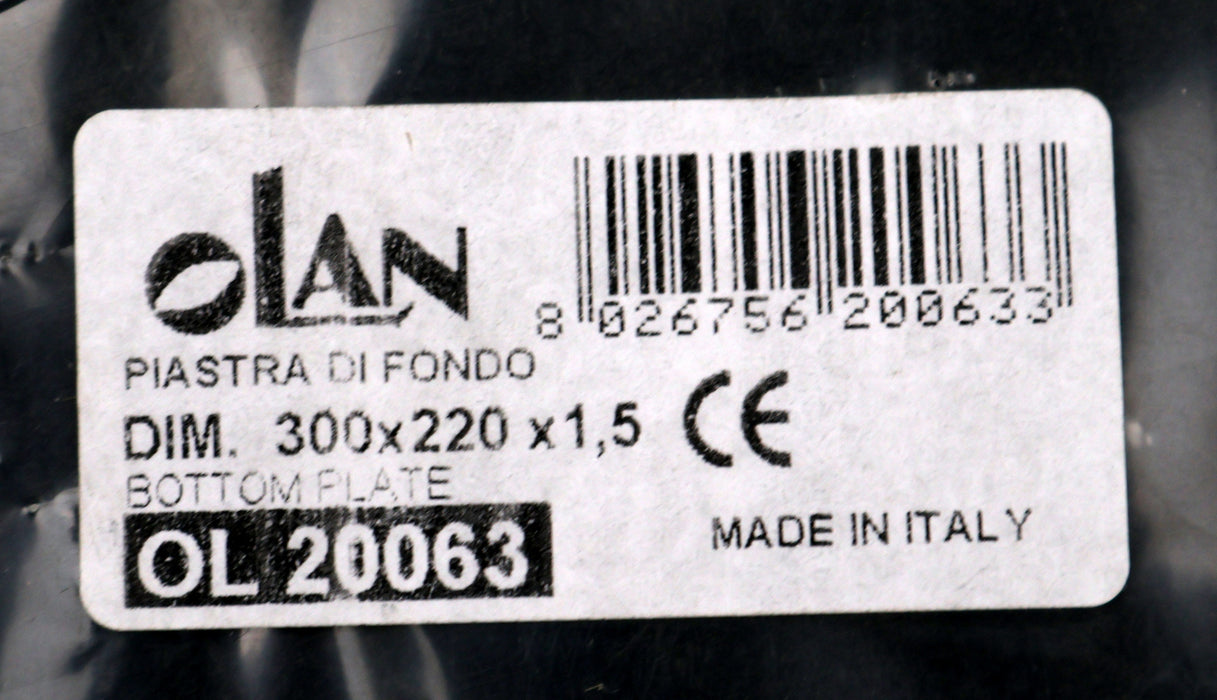 OLAN
8 026756 200633
PIASTRA DI FONDO
DIM. 300x220 x1,5
CE
BOTTOM PLATE
OL 20063
MADE IN ITALY